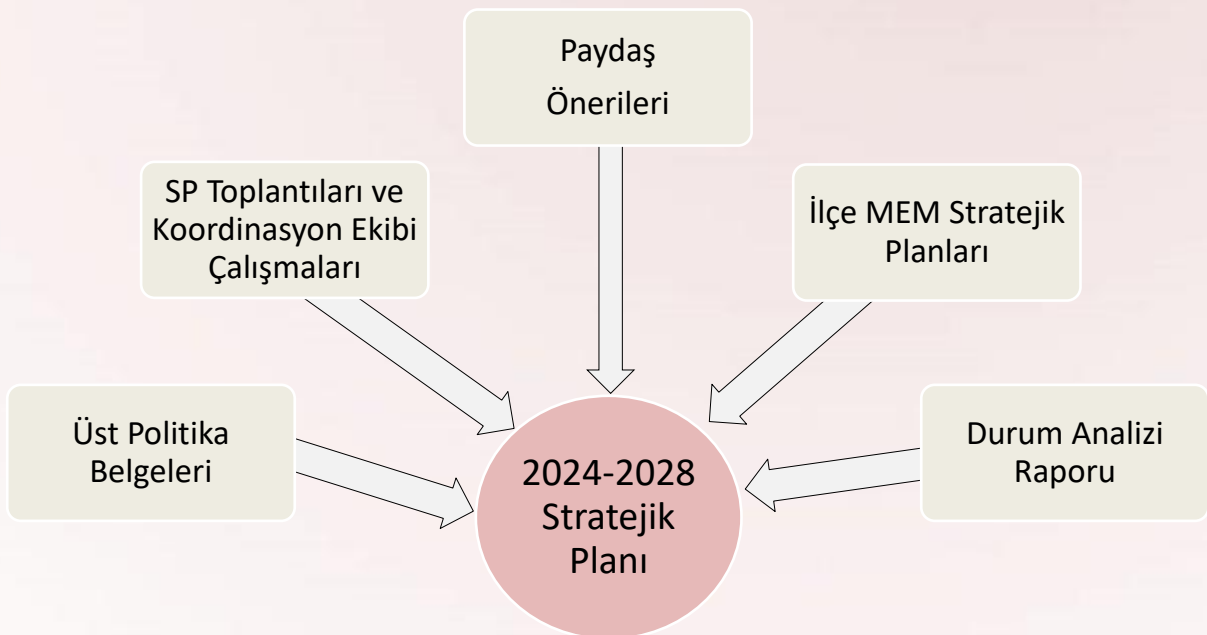 Paydaş
Önerileri
SP Toplantıları ve
Koordinasyon Ekibi
Çalışmaları
İlçe MEM Stratejik
Planları
Üst Politika
Belgeleri
2024-2028
Stratejik
Planı
Durum Analizi
Raporu